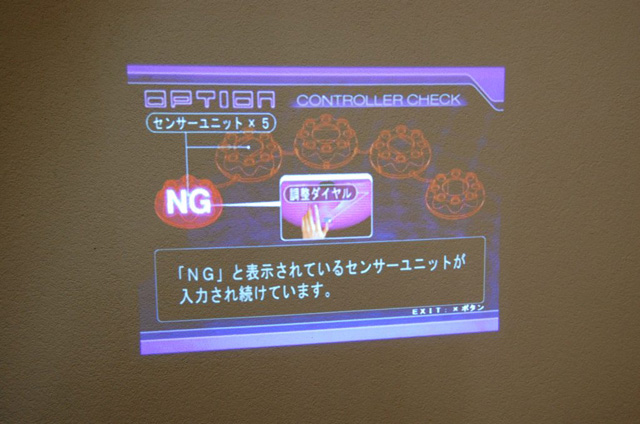 OPTION CONTROLLER CHECK
センサーユニット×5
NG
調整ダイヤル
「NG」と表示されているセンサーユニットが
入力され続けています。
EXIT:×ボタン